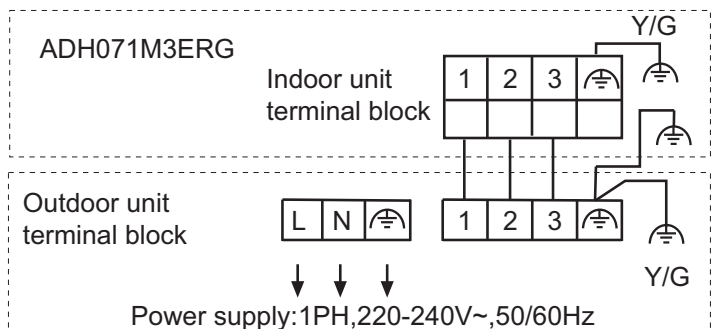 Y/G
ADH071M3ERG
Indoor unit
terminal block
1 2 3
Outdoor unit
terminal block
L N
1 2 3
Y/G
Power supply:1PH,220-240V~,50/60Hz